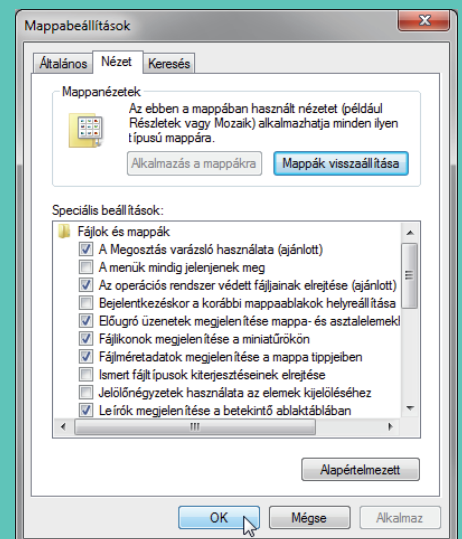 Mappabeállítások
Általános Nézet Keresés
Mappanézetek
Az ebben a mappában használt nézetet (például
Részletek vagy Mozaik) alkalmazhatja minden ilyen
típusú mappára.
Alkalmazás a mappákra Mappák visszaállítása
Speciális beállítások:
Fájlok és mappák
A Megosztás varázsló használata (ajánlott)
A menük mindig jelenjenek meg
Az operációs rendszer védett fájljainak elrejtése (ajánlott)
Bejelentkezéskor a korábbi mappaablakok helyreállítása
Előugró üzenetek megjelenítése mappa- és asztalelemekl
Fájlikonok megjelenítése a miniatűrökön
Fájlméretadatok megjelenítése a mappa tippjeiben
Ismert fájltípusok kiterjesztéseinek elrejtése
Jelölőnégyzetek használata az elemek kijelöléséhez
Leírók megjelenítése a betekintő ablaktáblában
Alapértelmezett
OK Mégse Alkalmaz